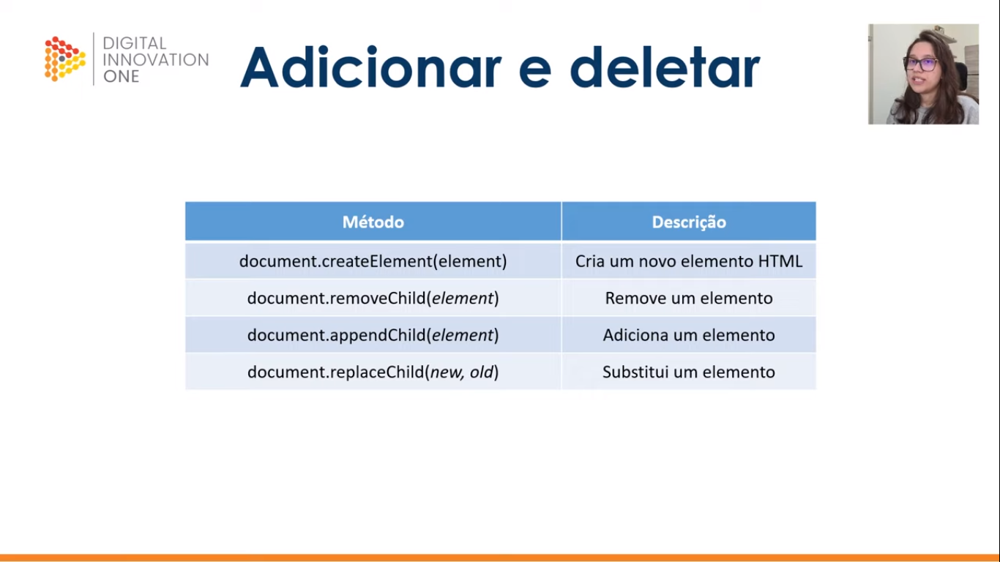 DIGITAL
INNOVATION
ONE
Adicionar e deletar
Método Descrição
document.createElement(element) Cria um novo elemento HTML
document.removeChild(element) Remove um elemento
document.appendChild(element) Adiciona um elemento
document.replaceChild(new, old) Substitui um elemento